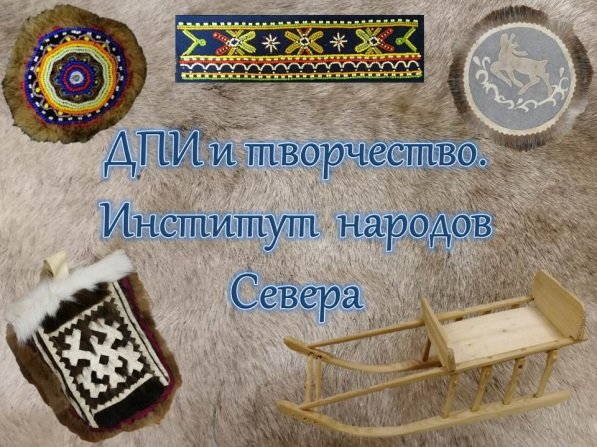 ДПИ и творчество.
Институт народов
Севера